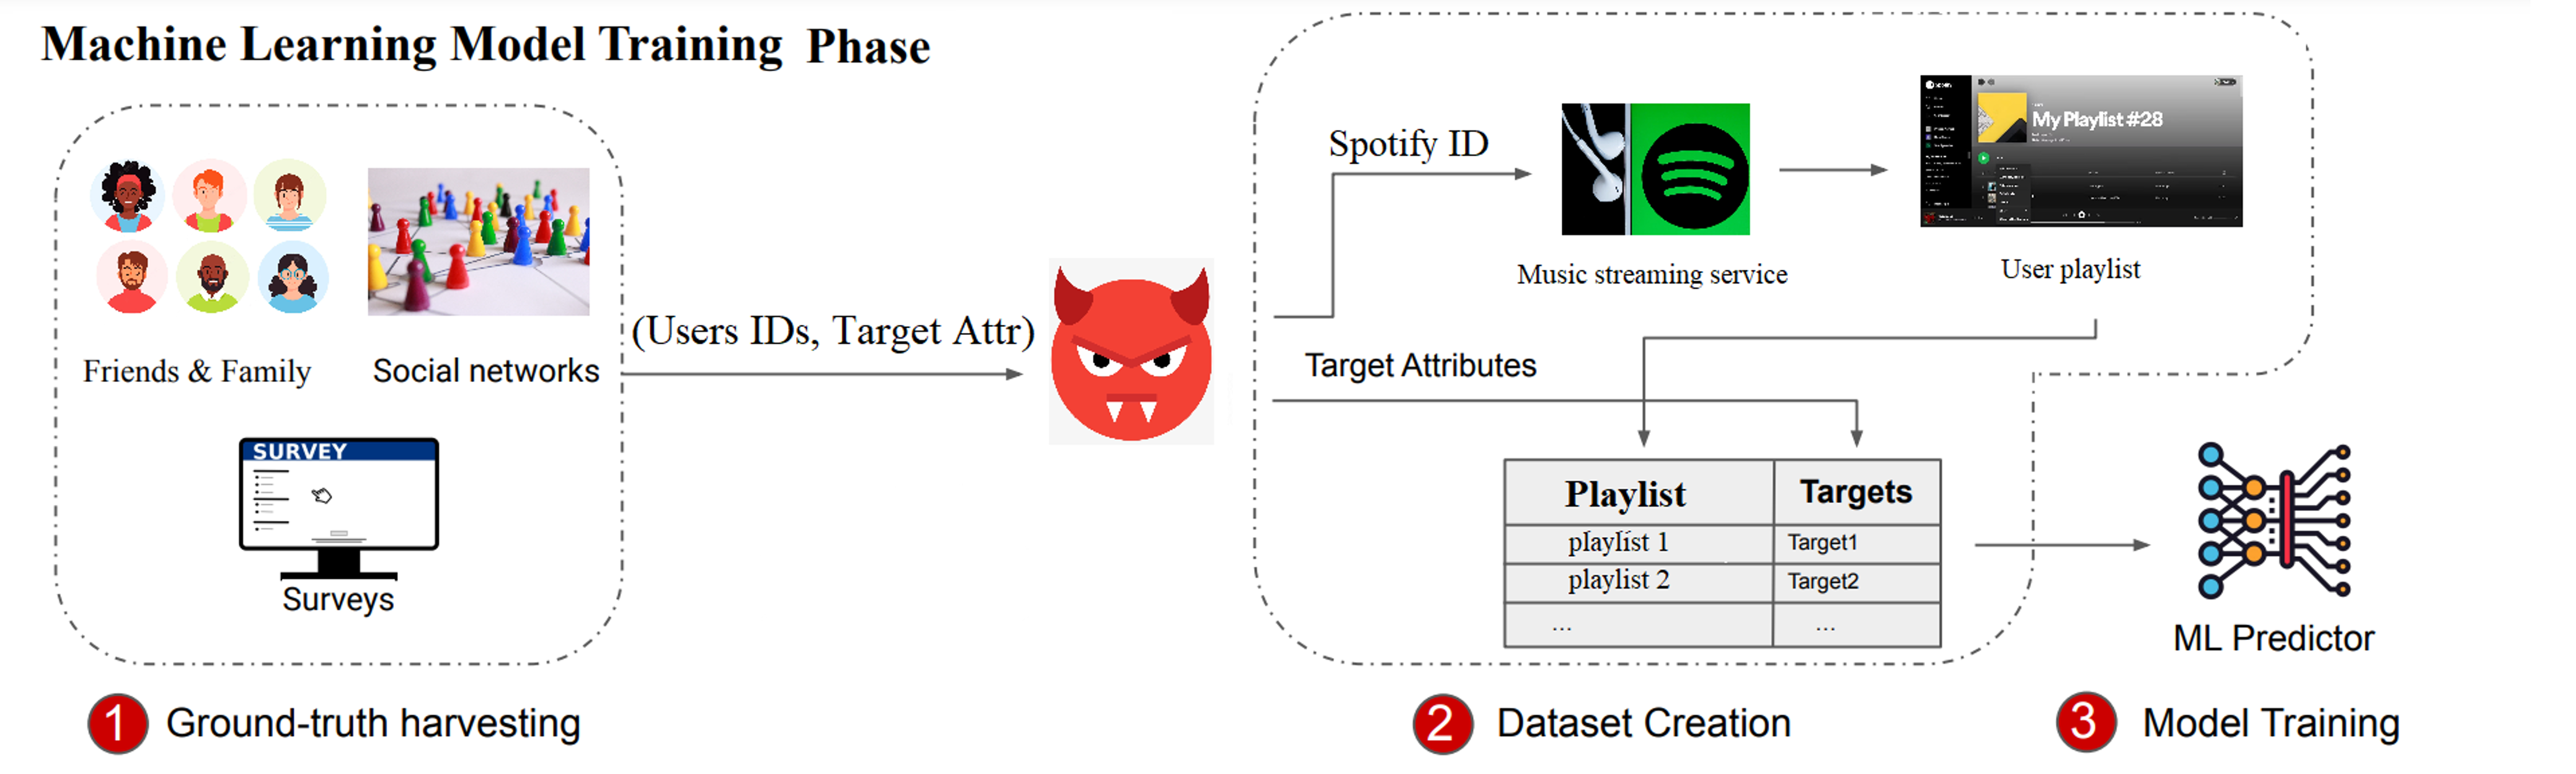 Machine Learning Model Training Phase
Friends & Family
Social networks
SURVEY
Surveys
(Users IDs, Target Attr)
Spotify ID
Music streaming service
My Playlist #28
User playlist
Target Attributes
Playlist Targets
playlist 1 Target1
playlist 2 Target2
... ...
ML Predictor
1 Ground-truth harvesting
2 Dataset Creation
3 Model Training